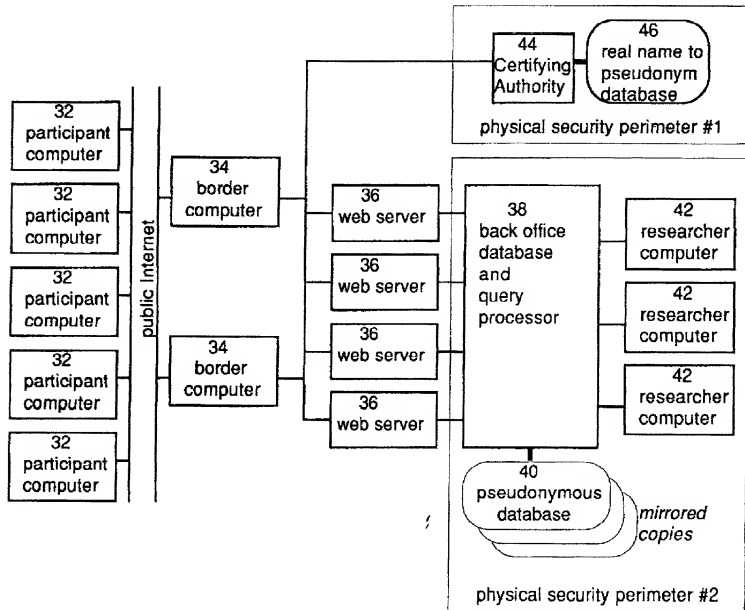 44
Certifying
Authority
46
real name to
pseudonym
database
physical security perimeter #1
32
participant
computer
32
participant
computer
32
participant
computer
32
participant
computer
32
participant
computer
public Internet
34
border
computer
34
border
computer
36
web server
36
web server
36
web server
36
web server
38
back office
database
and
query
processor
42
researcher
computer
42
researcher
computer
42
researcher
computer
40
pseudonymous
database
mirrored
copies
physical security perimeter #2